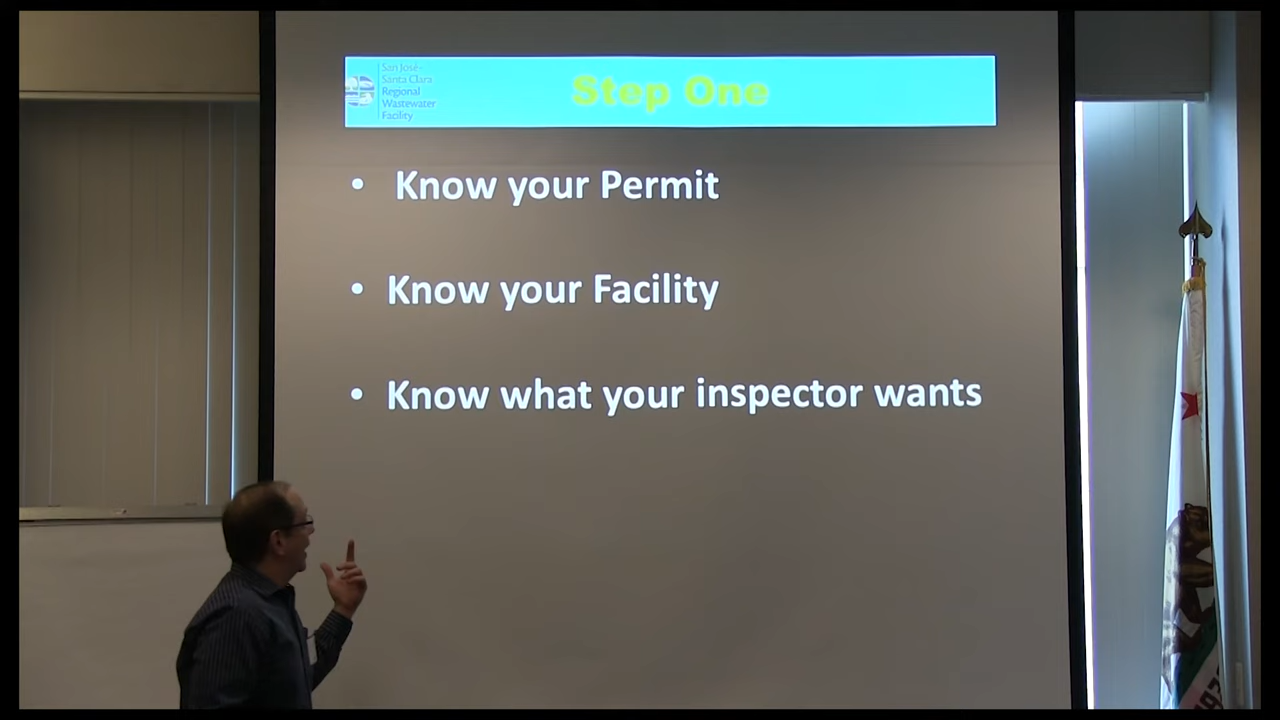 San José-
Santa Clara
Regional
Wastewater
Facility
Step One
• Know your Permit
• Know your Facility
• Know what your inspector wants